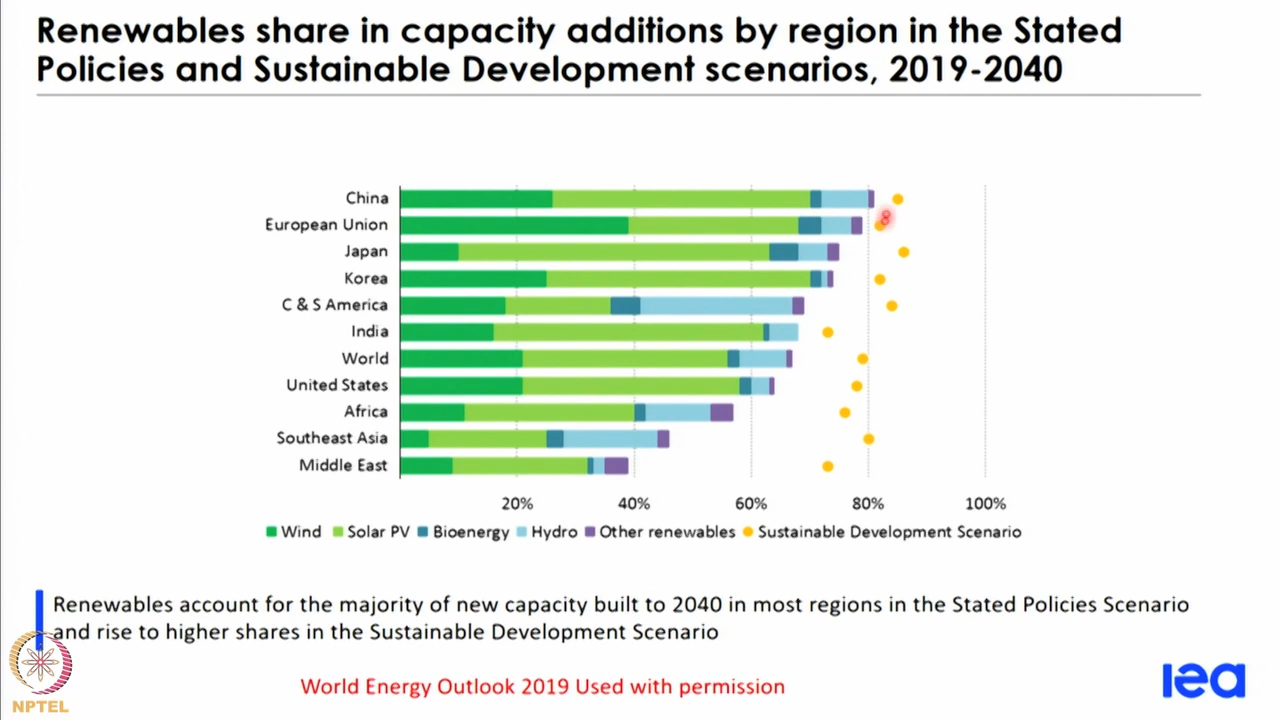 Renewables share in capacity additions by region in the Stated
Policies and Sustainable Development scenarios, 2019-2040
China
European Union
Japan
Korea
C & S America
India
World
United States
Africa
Southeast Asia
Middle East
20% 40% 60% 80% 100%
Wind Solar PV Bioenergy Hydro Other renewables Sustainable Development Scenario
Renewables account for the majority of new capacity built to 2040 in most regions in the Stated Policies Scenario
and rise to higher shares in the Sustainable Development Scenario
World Energy Outlook 2019 Used with permission
NPTEL
iea